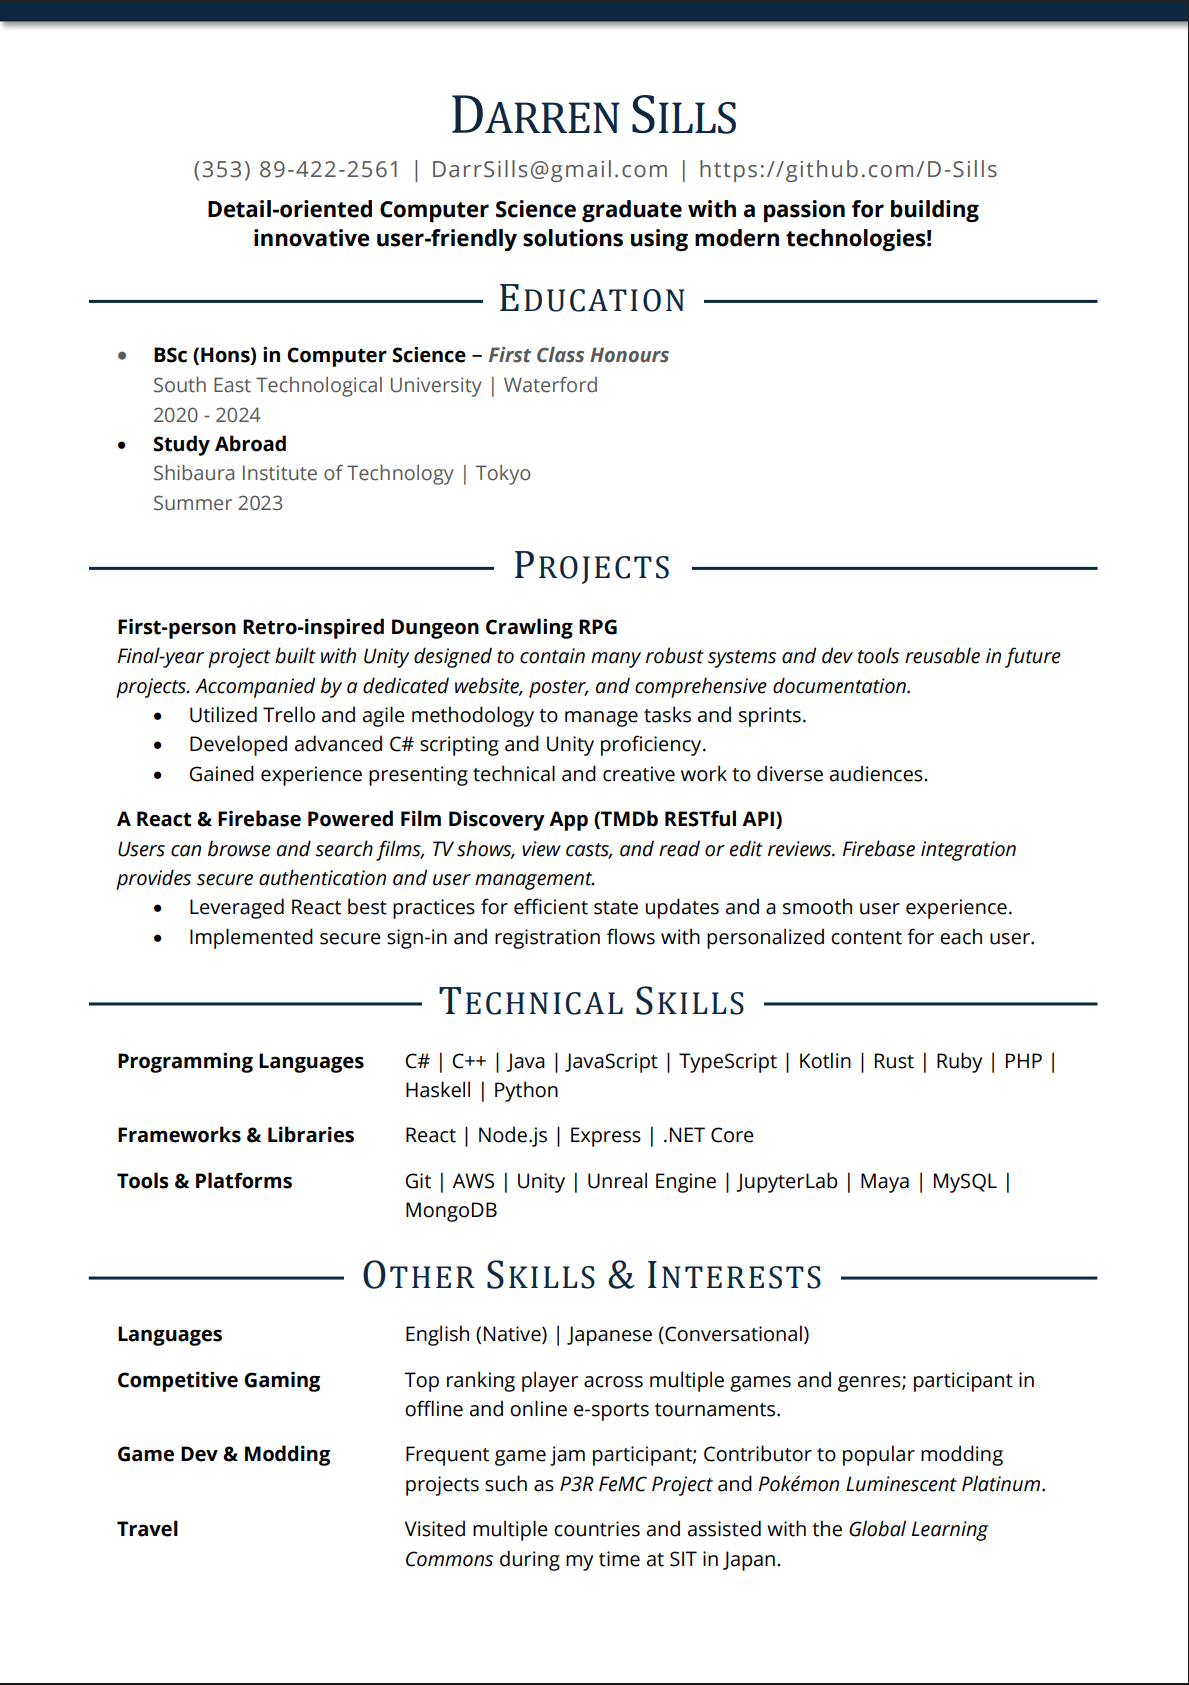 DARREN SILLS
(353) 89-422-2561 | DarrSills@gmail.com | https://github.com/D-Sills
Detail-oriented Computer Science graduate with a passion for building
innovative user-friendly solutions using modern technologies!
EDUCATION
• BSc (Hons) in Computer Science – First Class Honours
South East Technological University | Waterford
2020 - 2024
• Study Abroad
Shibaura Institute of Technology | Tokyo
Summer 2023
PROJECTS
First-person Retro-inspired Dungeon Crawling RPG
Final-year project built with Unity designed to contain many robust systems and dev tools reusable in future
projects. Accompanied by a dedicated website, poster, and comprehensive documentation.
• Utilized Trello and agile methodology to manage tasks and sprints.
• Developed advanced C# scripting and Unity proficiency.
• Gained experience presenting technical and creative work to diverse audiences.
A React & Firebase Powered Film Discovery App (TMDb RESTful API)
Users can browse and search films, TV shows, view casts, and read or edit reviews. Firebase integration
provides secure authentication and user management.
• Leveraged React best practices for efficient state updates and a smooth user experience.
• Implemented secure sign-in and registration flows with personalized content for each user.
TECHNICAL SKILLS
Programming Languages C# | C++ | Java | JavaScript | TypeScript | Kotlin | Rust | Ruby | PHP |
Haskell | Python
Frameworks & Libraries React | Node.js | Express | .NET Core
Tools & Platforms Git | AWS | Unity | Unreal Engine | JupyterLab | Maya | MySQL |
MongoDB
OTHER SKILLS & INTERESTS
Languages English (Native) | Japanese (Conversational)
Competitive Gaming Top ranking player across multiple games and genres; participant in
offline and online e-sports tournaments.
Game Dev & Modding Frequent game jam participant; Contributor to popular modding
projects such as P3R FeMC Project and Pokémon Luminescent Platinum.
Travel Visited multiple countries and assisted with the Global Learning
Commons during my time at SIT in Japan.